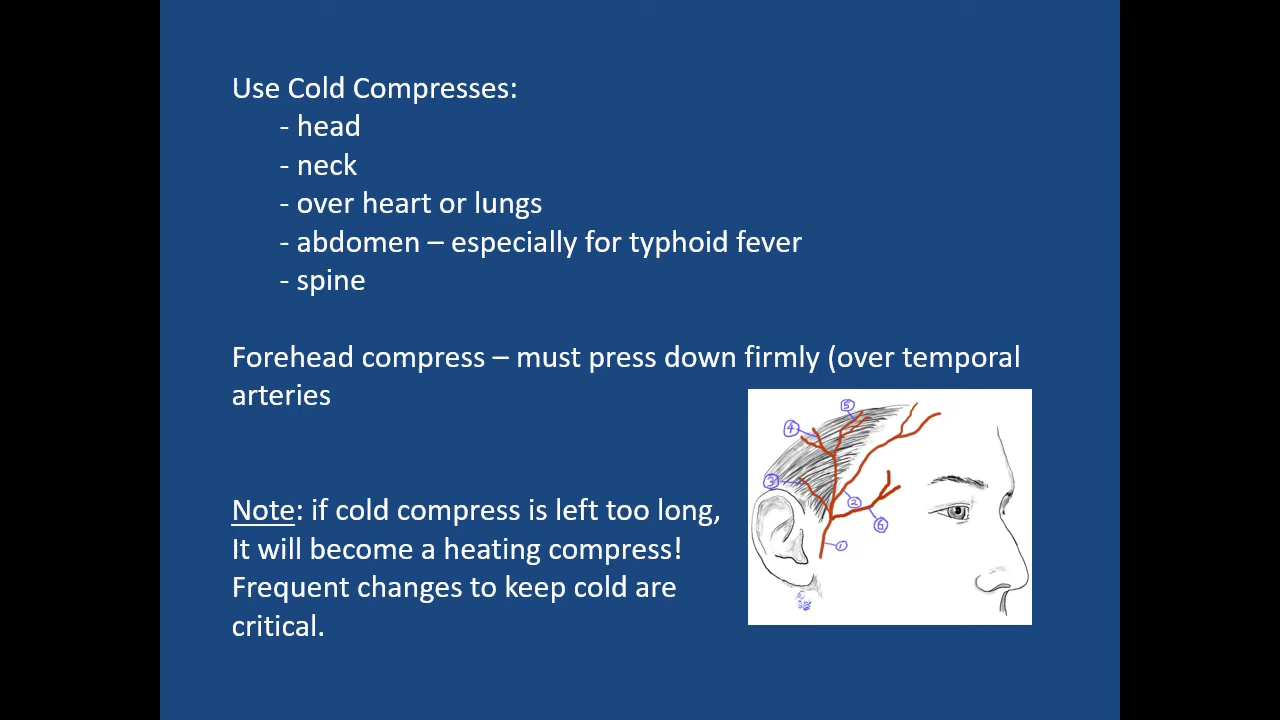 Use Cold Compresses:
- head
- neck
- over heart or lungs
- abdomen – especially for typhoid fever
- spine
Forehead compress – must press down firmly (over temporal
arteries
Note: if cold compress is left too long,
It will become a heating compress!
Frequent changes to keep cold are
critical.
5
4
3
2
6
1